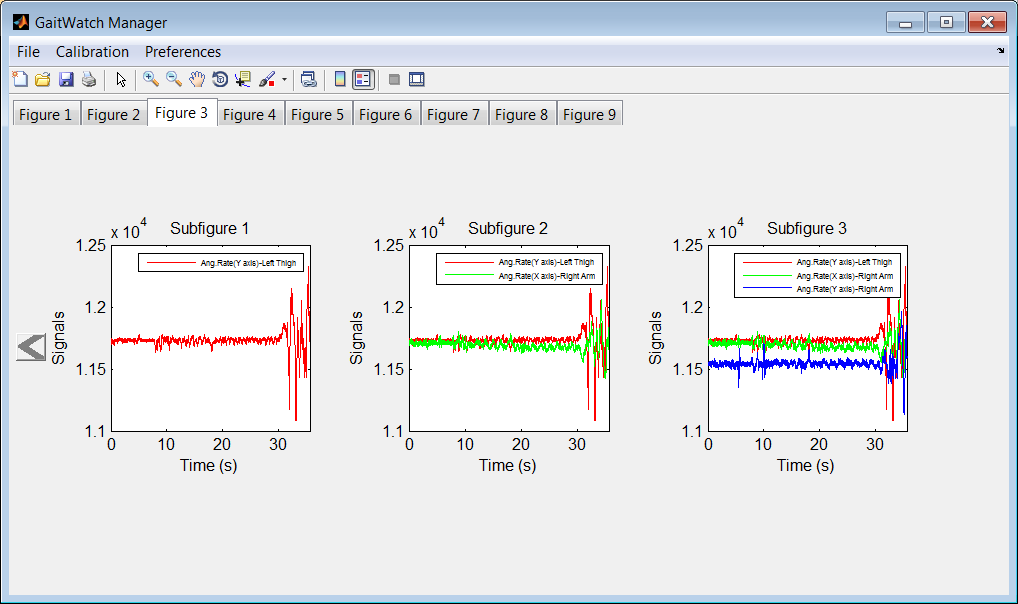 GaitWatch Manager
File Calibration Preferences
Figure 1 Figure 2 Figure 3 Figure 4 Figure 5 Figure 6 Figure 7 Figure 8 Figure 9
x 10^4 Subfigure 1
1.25
1.2
1.15
1.1
Signals
Ang.Rate(Y axis)-Left Thigh
0 10 20 30
Time (s)
x 10^4 Subfigure 2
1.25
1.2
1.15
1.1
Signals
Ang.Rate(Y axis)-Left Thigh
Ang.Rate(X axis)-Right Arm
0 10 20 30
Time (s)
x 10^4 Subfigure 3
1.25
1.2
1.15
1.1
Signals
Ang.Rate(Y axis)-Left Thigh
Ang.Rate(X axis)-Right Arm
Ang.Rate(Y axis)-Right Arm
0 10 20 30
Time (s)